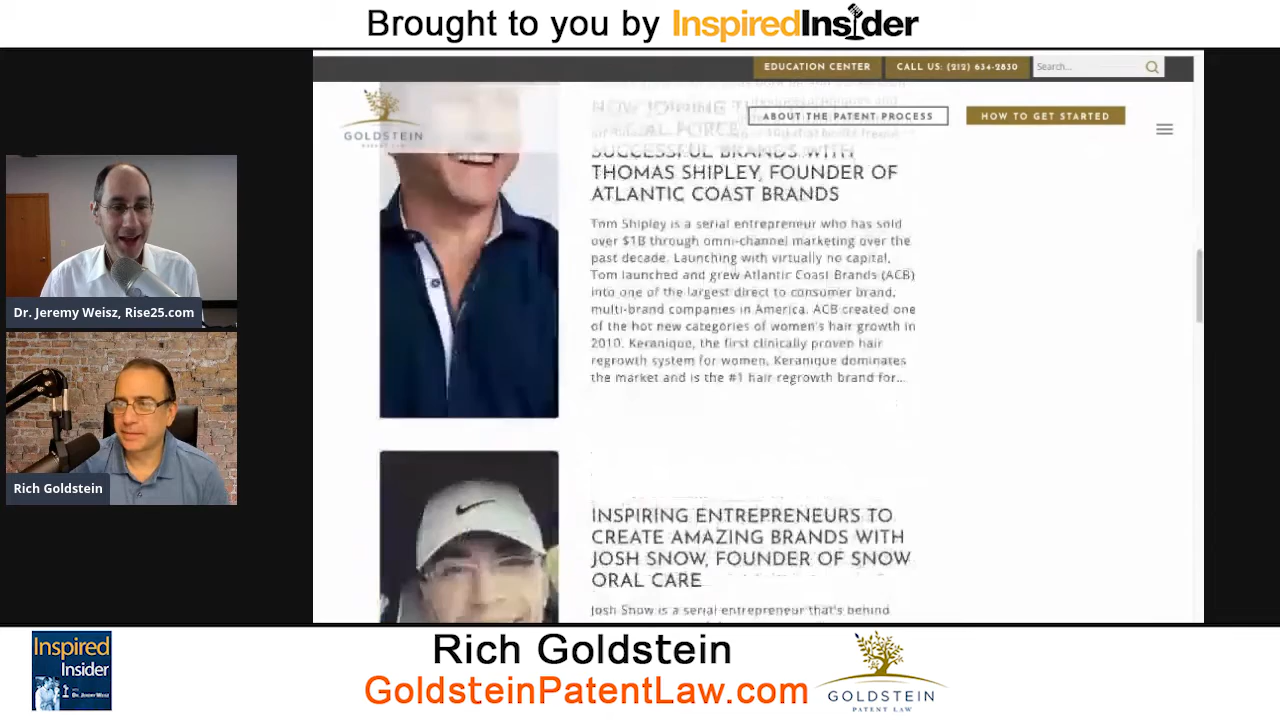 Brought to you by InspiredInsider
EDUCATION CENTER
CALL US: (212) 634-2830
Search...
GOLDSTEIN
PATENT LAW
ABOUT THE PATENT PROCESS
HOW TO GET STARTED
SUCCESSFUL BRANDS WITH
THOMAS SHIPLEY, FOUNDER OF
ATLANTIC COAST BRANDS
Tom Shipley is a serial entrepreneur who has sold
over $1B through omni-channel marketing over the
past decade. Launching with virtually no capital,
Tom launched and grew Atlantic Coast Brands (ACB)
into one of the largest direct to consumer brand,
multi-brand companies in America. ACB created one
of the hot new categories of women's hair growth in
2010. Keranique, the first clinically proven hair
regrowth system for women, Keranique dominates
the market and is the #1 hair regrowth brand for...
INSPIRING ENTREPRENEURS TO
CREATE AMAZING BRANDS WITH
JOSH SNOW, FOUNDER OF SNOW
ORAL CARE
Josh Snow is a serial entrepreneur that's behind
Dr. Jeremy Weisz, Rise25.com
Rich Goldstein
Inspired
Insider
WITH
DR. JEREMY WEISZ
Rich Goldstein
GoldsteinPatentLaw.com
GOLDSTEIN
PATENT LAW